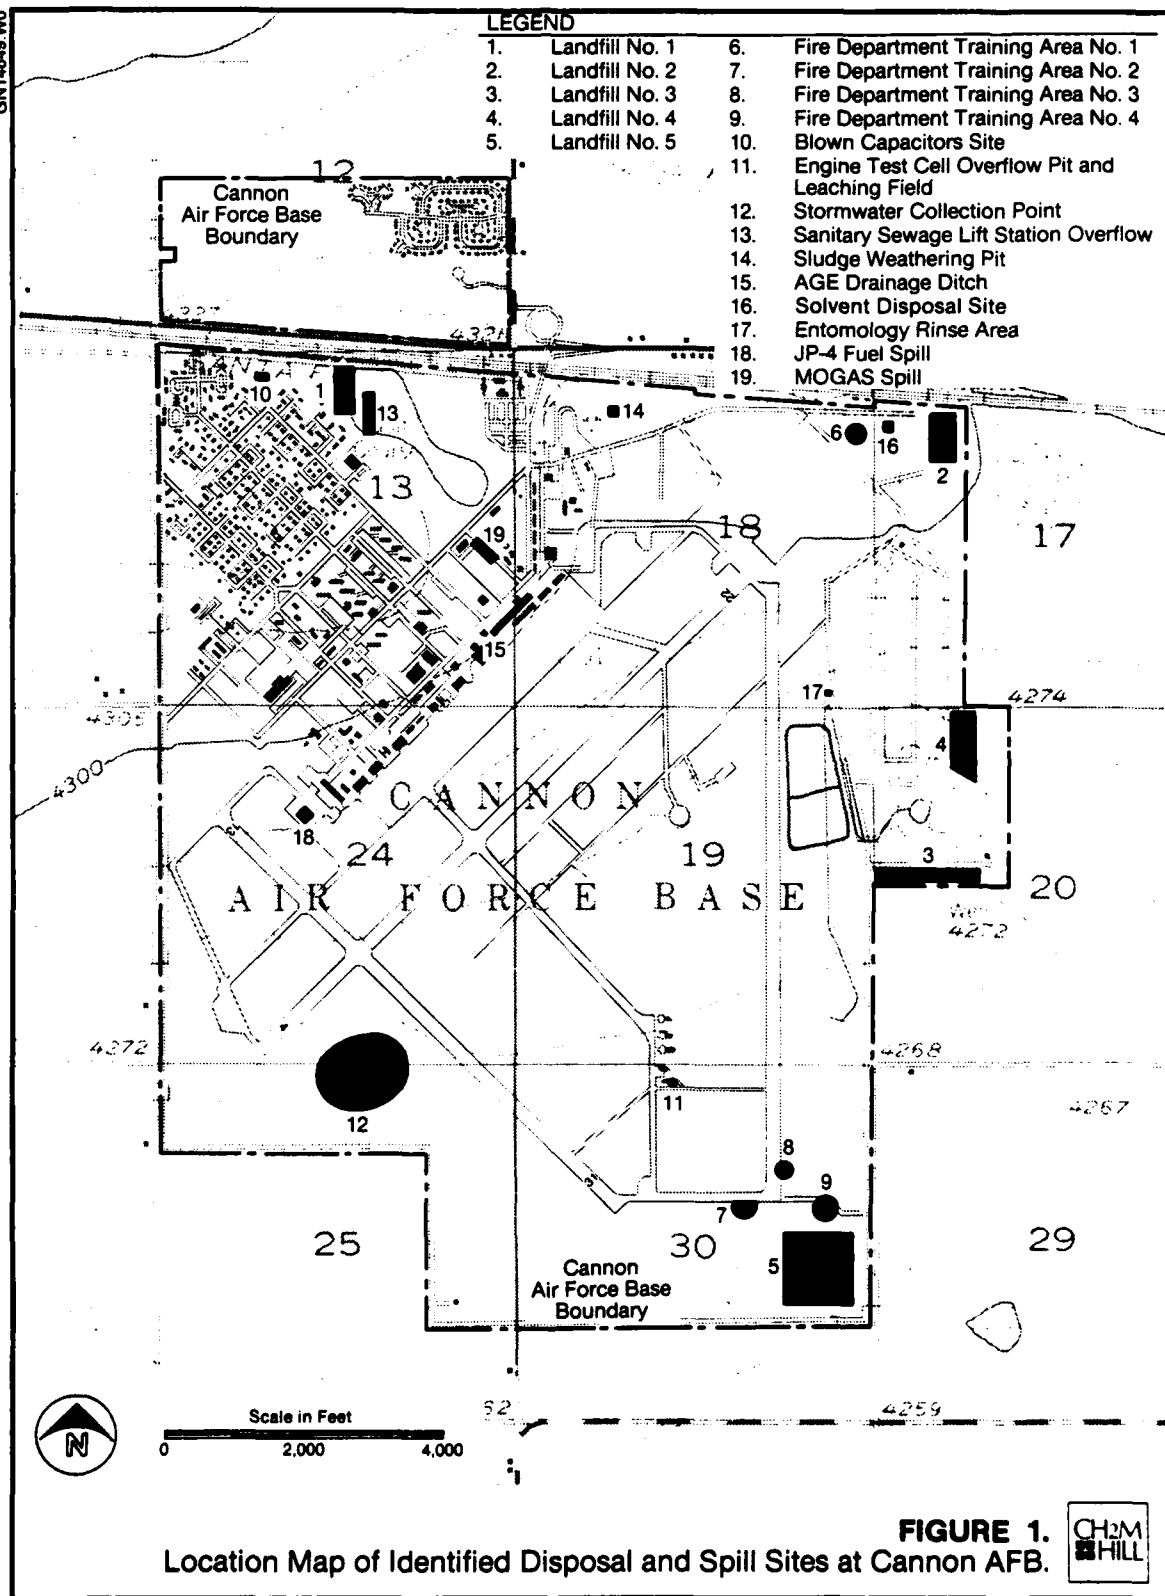 LEGEND
1. Landfill No. 1
2. Landfill No. 2
3. Landfill No. 3
4. Landfill No. 4
5. Landfill No. 5
6. Fire Department Training Area No. 1
7. Fire Department Training Area No. 2
8. Fire Department Training Area No. 3
9. Fire Department Training Area No. 4
10. Blown Capacitors Site
11. Engine Test Cell Overflow Pit and
Leaching Field
12. Stormwater Collection Point
13. Sanitary Sewage Lift Station Overflow
14. Sludge Weathering Pit
15. AGE Drainage Ditch
16. Solvent Disposal Site
17. Entomology Rinse Area
18. JP-4 Fuel Spill
19. MOGAS Spill
12
Cannon
Air Force Base
Boundary
10
1
13
14
6
16
2
13
18
17
19
15
17
4274
4305
4
4300
CANNON
18
24
19
3
AIR FORCE BASE
20
4272
4272
4268
4267
12
11
8
9
7
25
30
29
5
Cannon
Air Force Base
Boundary
4259
N
Scale in Feet
0 2,000 4,000
FIGURE 1.
Location Map of Identified Disposal and Spill Sites at Cannon AFB.
CH2M
HILL